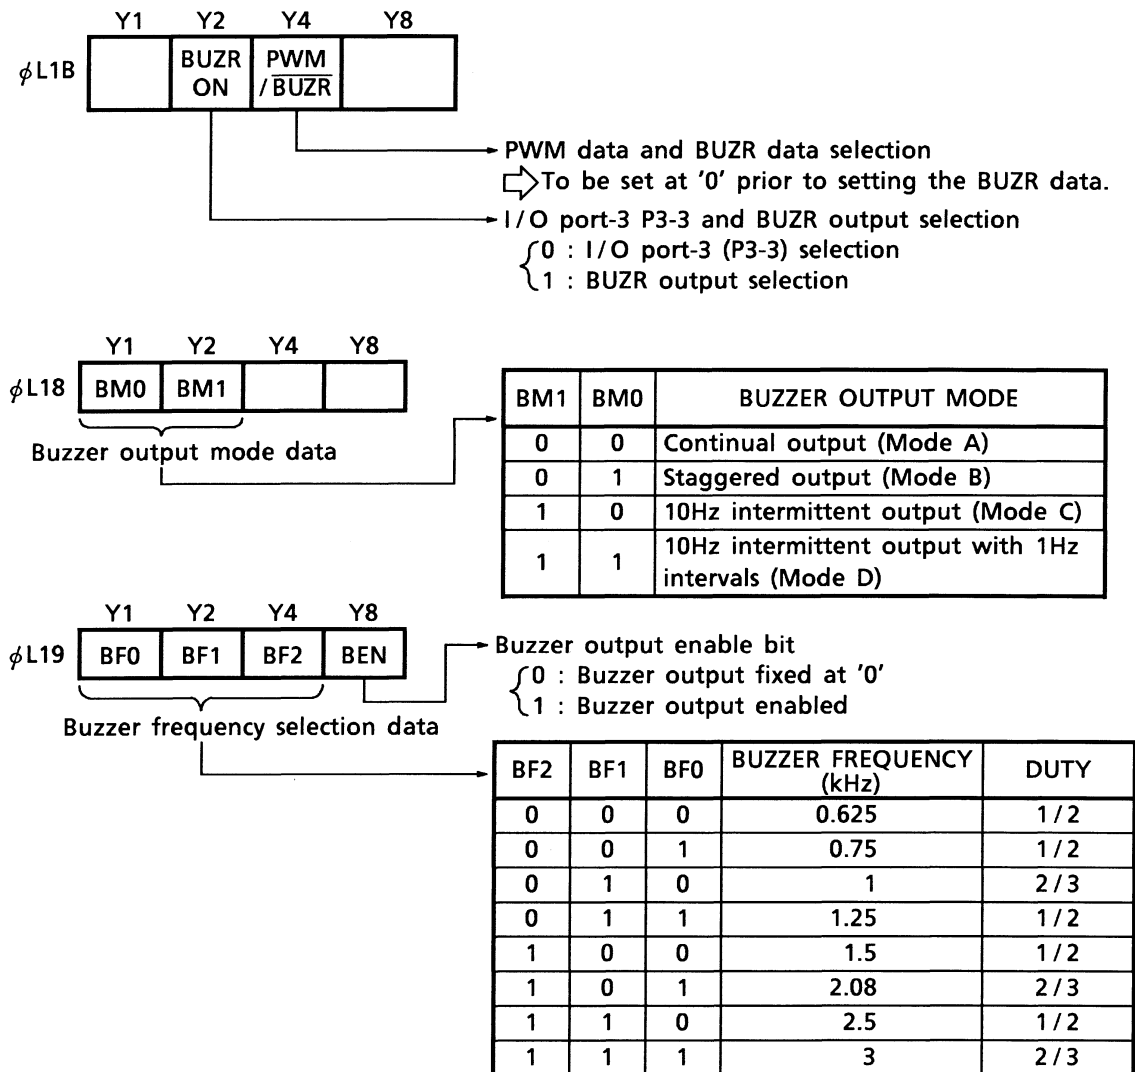 Y1 Y2 Y4 Y8
φL1B BUZR ON PWM /BUZR
PWM data and BUZR data selection
To be set at '0' prior to setting the BUZR data.
I/O port-3 P3-3 and BUZR output selection
0 : I/O port-3 (P3-3) selection
1 : BUZR output selection
Y1 Y2 Y4 Y8
φL18 BM0 BM1
Buzzer output mode data
BM1 BM0 BUZZER OUTPUT MODE
0 0 Continual output (Mode A)
0 1 Staggered output (Mode B)
1 0 10Hz intermittent output (Mode C)
1 1 10Hz intermittent output with 1Hz
intervals (Mode D)
Y1 Y2 Y4 Y8
φL19 BF0 BF1 BF2 BEN
Buzzer output enable bit
0 : Buzzer output fixed at '0'
1 : Buzzer output enabled
Buzzer frequency selection data
BF2 BF1 BF0 BUZZER FREQUENCY (kHz) DUTY
0 0 0 0.625 1/2
0 0 1 0.75 1/2
0 1 0 1 2/3
0 1 1 1.25 1/2
1 0 0 1.5 1/2
1 0 1 2.08 2/3
1 1 0 2.5 1/2
1 1 1 3 2/3